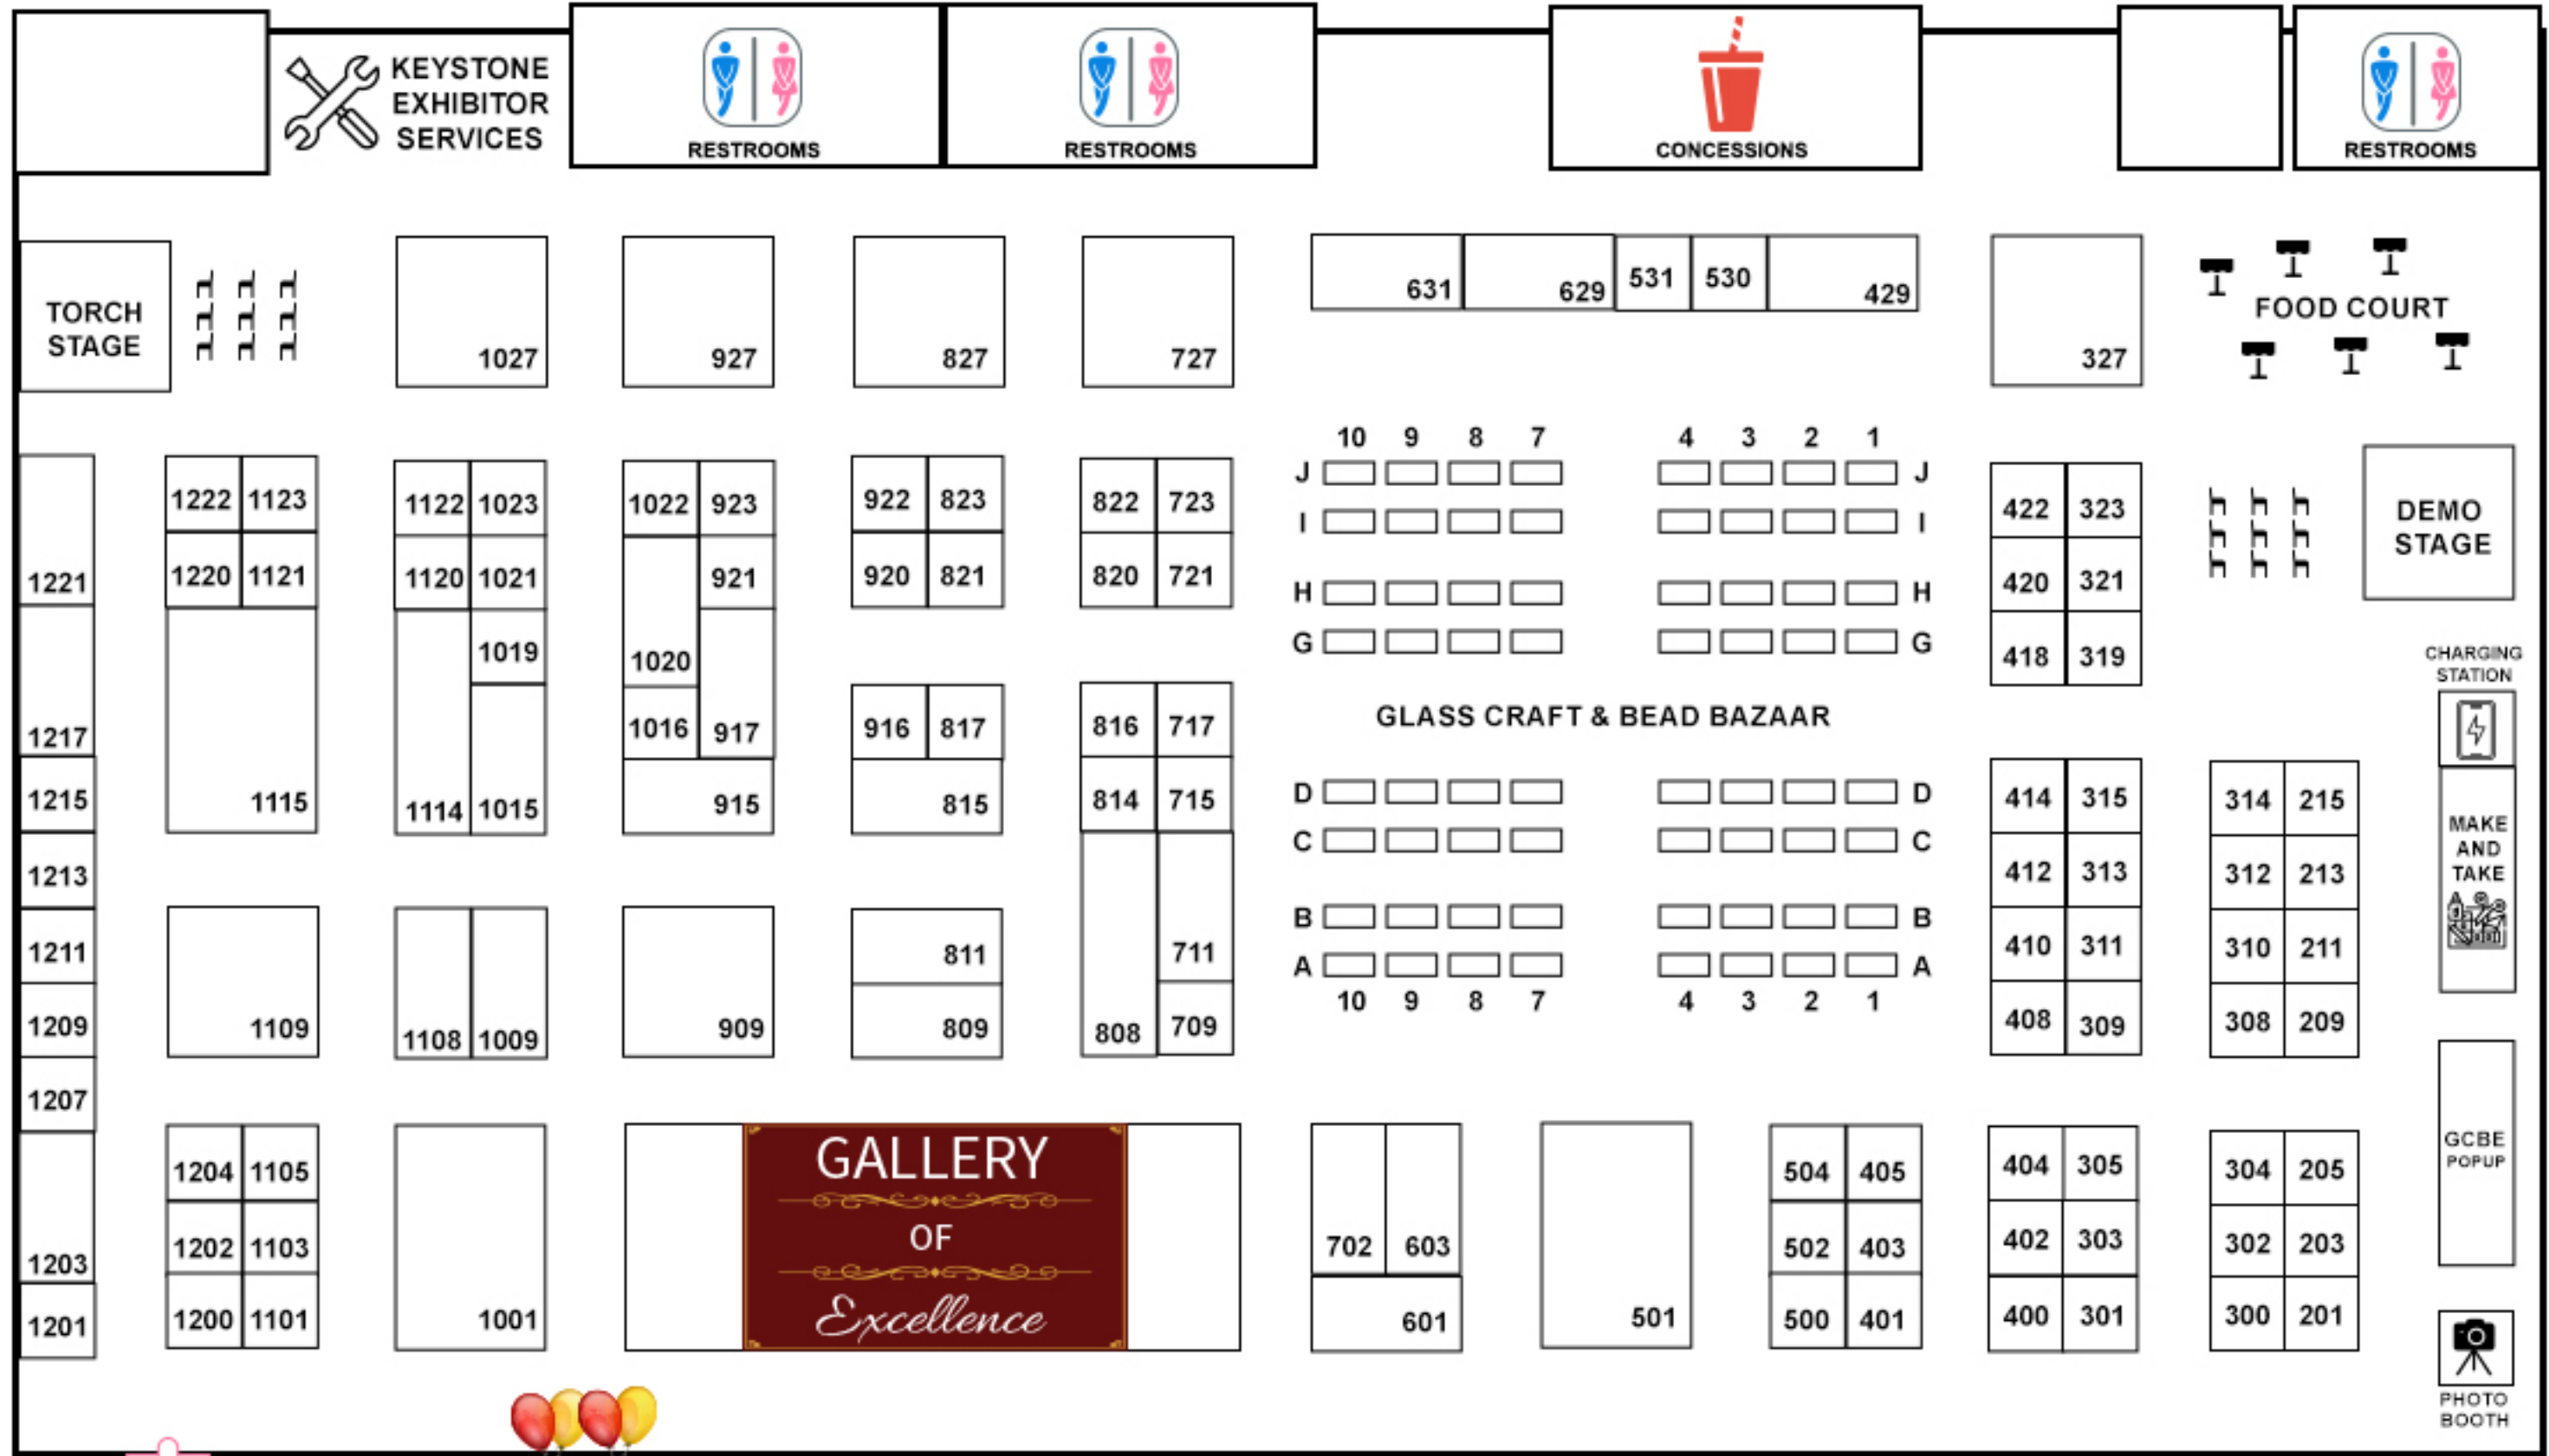 KEYSTONE
EXHIBITOR
SERVICES
RESTROOMS
RESTROOMS
CONCESSIONS
RESTROOMS
TORCH
STAGE
1027
927
827
727
631
629
531
530
429
327
FOOD COURT
1221
1217
1215
1213
1211
1209
1207
1203
1201
1222 1123
1220 1121
1115
1109
1204 1105
1202 1103
1200 1101
1122 1023
1120 1021
1019
1114 1015
1108 1009
1001
1022 923
921
1020
1016 917
915
909
922 823
920 821
916 817
815
811
809
822 723
820 721
816 717
814 715
711
808 709
GALLERY
OF
Excellence
10 9 8 7 4 3 2 1
J J
I I
H H
G G
GLASS CRAFT & BEAD BAZAAR
D D
C C
B B
A A
10 9 8 7 4 3 2 1
702 603
601
501
504 405
502 403
500 401
422 323
420 321
418 319
414 315
412 313
410 311
408 309
404 305
402 303
400 301
314 215
312 213
310 211
308 209
304 205
302 203
300 201
DEMO
STAGE
CHARGING
STATION
MAKE
AND
TAKE
GCBE
POPUP
PHOTO
BOOTH